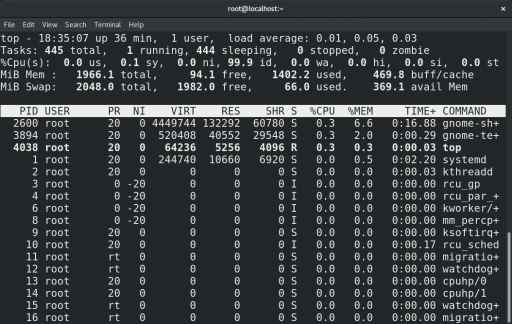 root@localhost:~
File Edit View Search Terminal Help
top - 18:35:07 up 36 min,  1 user,  load average: 0.01, 0.05, 0.03
Tasks: 445 total,   1 running, 444 sleeping,   0 stopped,   0 zombie
%Cpu(s):  0.0 us,  0.1 sy,  0.0 ni, 99.9 id,  0.0 wa,  0.0 hi,  0.0 si,  0.0 st
MiB Mem :   1966.1 total,     94.1 free,   1402.2 used,    469.8 buff/cache
MiB Swap:   2048.0 total,   1982.0 free,     66.0 used.    369.1 avail Mem
PID USER      PR  NI    VIRT    RES    SHR S  %CPU  %MEM     TIME+ COMMAND
2600 root      20   0 4449744 132292  60780 S   0.3   6.6   0:16.88 gnome-sh+
3894 root      20   0  520408  40552  29548 S   0.3   2.0   0:00.29 gnome-te+
4038 root      20   0   64236   5256   4096 R   0.3   0.3   0:00.03 top
1 root      20   0  244740  10660   6920 S   0.0   0.5   0:02.20 systemd
2 root      20   0       0      0      0 S   0.0   0.0   0:00.03 kthreadd
3 root       0 -20       0      0      0 I   0.0   0.0   0:00.00 rcu_gp
4 root       0 -20       0      0      0 I   0.0   0.0   0:00.00 rcu_par_+
6 root       0 -20       0      0      0 I   0.0   0.0   0:00.00 kworker/+
8 root       0 -20       0      0      0 I   0.0   0.0   0:00.00 mm_percp+
9 root      20   0       0      0      0 S   0.0   0.0   0:00.00 ksoftirq+
10 root      20   0       0      0      0 I   0.0   0.0   0:00.17 rcu_sched
11 root      rt   0       0      0      0 S   0.0   0.0   0:00.00 migratio+
12 root      rt   0       0      0      0 S   0.0   0.0   0:00.00 watchdog+
13 root      20   0       0      0      0 S   0.0   0.0   0:00.00 cpuhp/0
14 root      20   0       0      0      0 S   0.0   0.0   0:00.00 cpuhp/1
15 root      rt   0       0      0      0 S   0.0   0.0   0:00.00 watchdog+
16 root      rt   0       0      0      0 S   0.0   0.0   0:00.00 migratio+